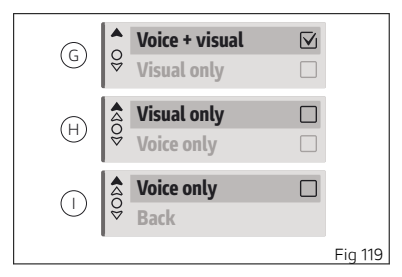 G
Voice + visual
Visual only
H
Visual only
Voice only
I
Voice only
Back
Fig 119